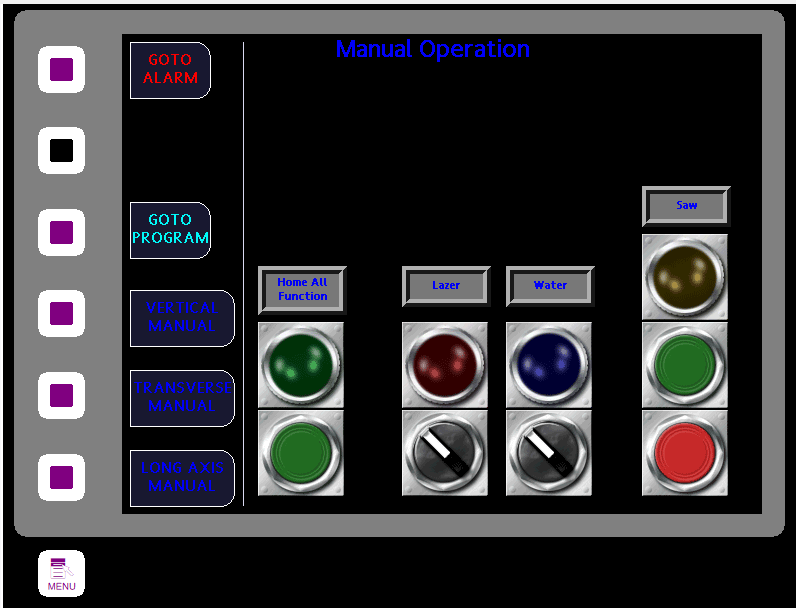 Manual Operation
GOTO
ALARM
GOTO
PROGRAM
VERTICAL
MANUAL
TRANSVERSE
MANUAL
LONG AXIS
MANUAL
Home All
Function
Lazer
Water
Saw
MENU